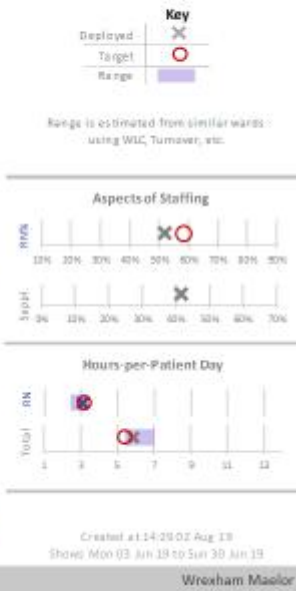 Key
Deployed
Target
Range
Range is estimated from similar wards
using WLC, Turnover, etc.
Aspects of Staffing
RN%
10% 20% 30% 40% 50% 60% 70% 80% 90%
Suppl.
0% 10% 20% 30% 40% 50% 60% 70%
Hours-per-Patient Day
RN
Total
1 3 5 7 9 11 13
Created at 14:29 02 Aug 19
Shows Mon 03 Jun 19 to Sun 30 Jun 19
Wrexham Maelor